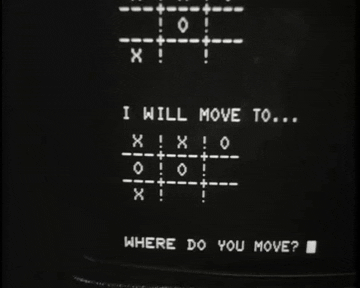 O
X
I WILL MOVE TO...
X X O
O O
X
WHERE DO YOU MOVE?